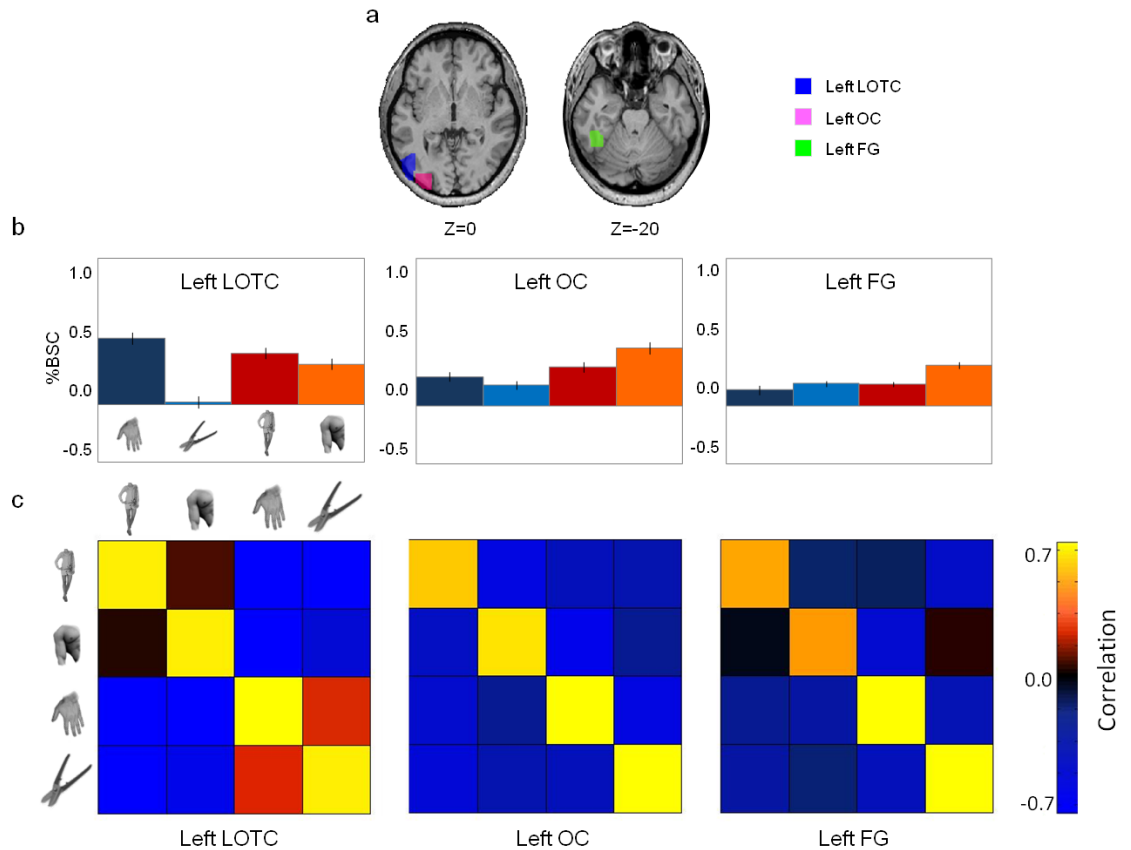 a
Left LOTC
Left OC
Left FG
Z=0
Z=-20
b
Left LOTC
Left OC
Left FG
%BSC
1.0
0.5
0.0
-0.5
1.0
0.5
0.0
-0.5
1.0
0.5
0.0
-0.5
c
0.7
0.0
-0.7
Correlation
Left LOTC
Left OC
Left FG